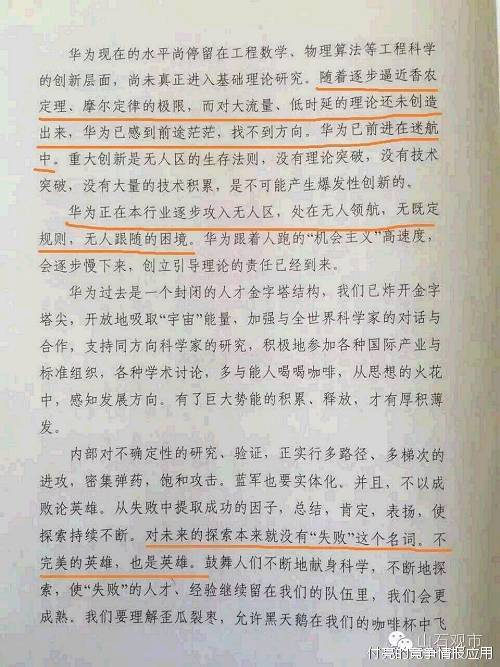 华为现在的水平尚停留在工程数学、物理算法等工程科学
的创新层面，尚未真正进入基础理论研究。随着逐步逼近香农
定理、摩尔定律的极限，而对大流量、低时延的理论还未创造
出来，华为已感到前途茫茫，找不到方向。华为已前进在迷航
中。重大创新是无人区的生存法则，没有理论突破，没有技术
突破，没有大量的技术积累，是不可能产生爆发性创新的。
华为正在本行业逐步攻入无人区，处在无人领航，无既定
规则，无人跟随的困境。华为跟着人跑的“机会主义”高速度，
会逐步慢下来，创立引导理论的责任已经到来。
华为过去是一个封闭的人才金字塔结构，我们已炸开金字
塔尖，开放地吸取“宇宙”能量、加强与全世界科学家的对话与
合作，支持同方向科学家的研究，积极地参加各种国际产业与
标准组织，各种学术讨论，多与能人喝喝咖啡，从思想的火花
中，感知发展方向。有了巨大势能的积累、释放，才有厚积薄
发。
内部对不确定性的研究、验证，正实行多路径、多梯次的
进攻，密集弹药，饱和攻击。蓝军也要实体化。并且，不以成
败论英雄。从失败中提取成功的因子，总结，肯定，表扬，使
探索持续不断。对未来的探索本来就没有“失败”这个名词。不
完美的英雄，也是英雄。鼓舞人们不断地献身科学，不断地探
索，使“失败”的人才、经验继续留在我们的队伍里，我们会更
成熟。我们要理解歪瓜裂枣，允许黑天鹅在我们的咖啡杯中飞
山石观市
付亮的竞争情报应用